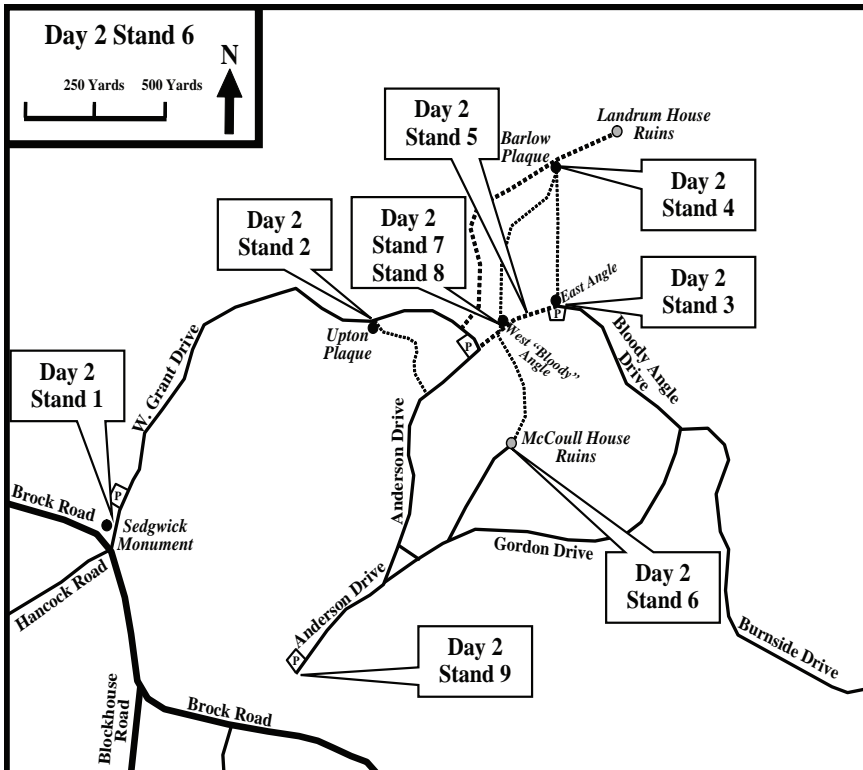 Day 2 Stand 6
N
250 Yards
500 Yards
Day 2
Stand 5
Landrum House
Ruins
Barlow
Plaque
Day 2
Stand 4
Day 2
Stand 2
Day 2
Stand 7
Stand 8
East Angle
P
Day 2
Stand 3
Upton
Plaque
P
West “Bloody”
Angle
Bloody Angle
Drive
Day 2
Stand 1
W. Grant Drive
McCoull House
Ruins
Anderson Drive
P
Brock Road
Sedgwick
Monument
Hancock Road
Gordon Drive
Day 2
Stand 6
Anderson Drive
P
Day 2
Stand 9
Burnside Drive
Blockhouse
Road
Brock Road